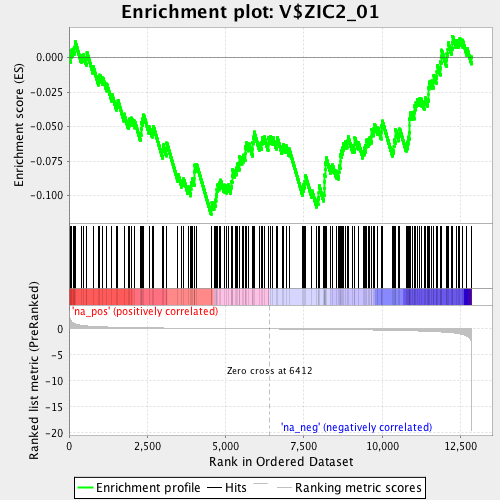 Enrichment plot: V$ZIC2_01
Enrichment score (ES)
0.000
-0.025
-0.050
-0.075
-0.100
'na_pos' (positively correlated)
Ranked list metric (PreRanked)
0
-5
-10
-15
-20
Zero cross at 6412
'na_neg' (negatively correlated)
0
2,500
5,000
7,500
10,000
12,500
Rank in Ordered Dataset
Enrichment profile
Hits
Ranking metric scores